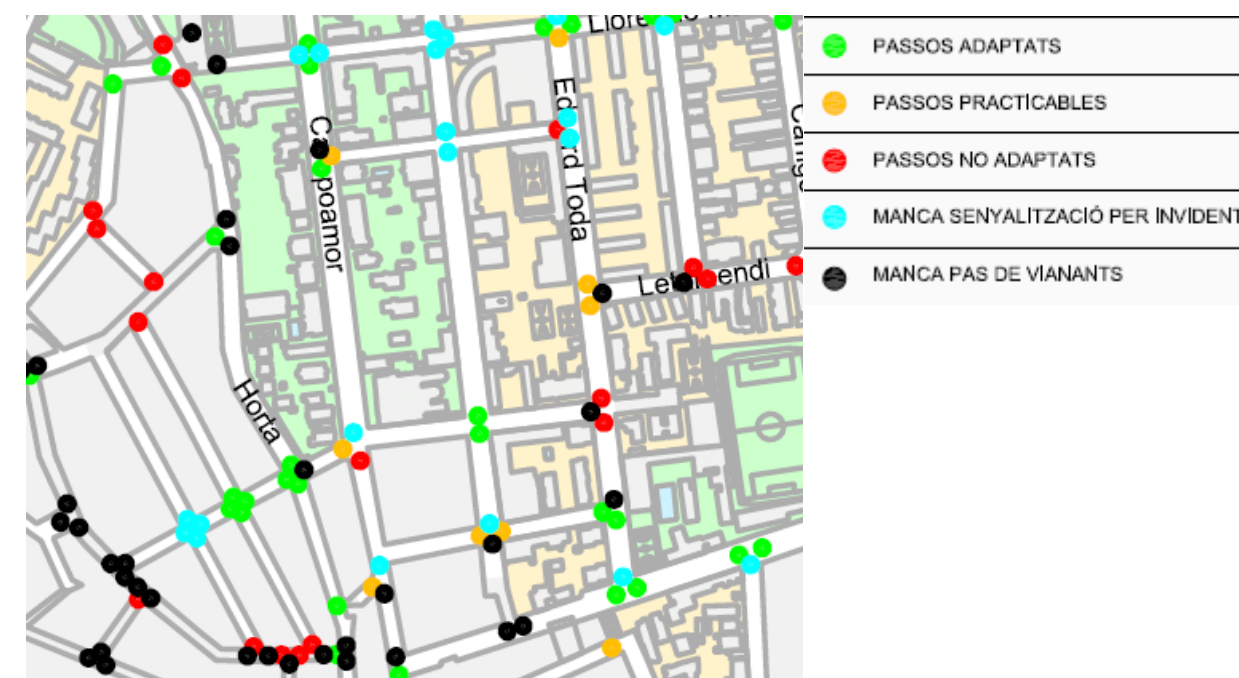 Campoamor
Eduard Toda
Letamendi
Horta
PASSOS ADAPTATS
PASSOS PRACTICABLES
PASSOS NO ADAPTATS
MANCA SENYALITZACIÓ PER INVIDENT
MANCA PAS DE VIANANTS